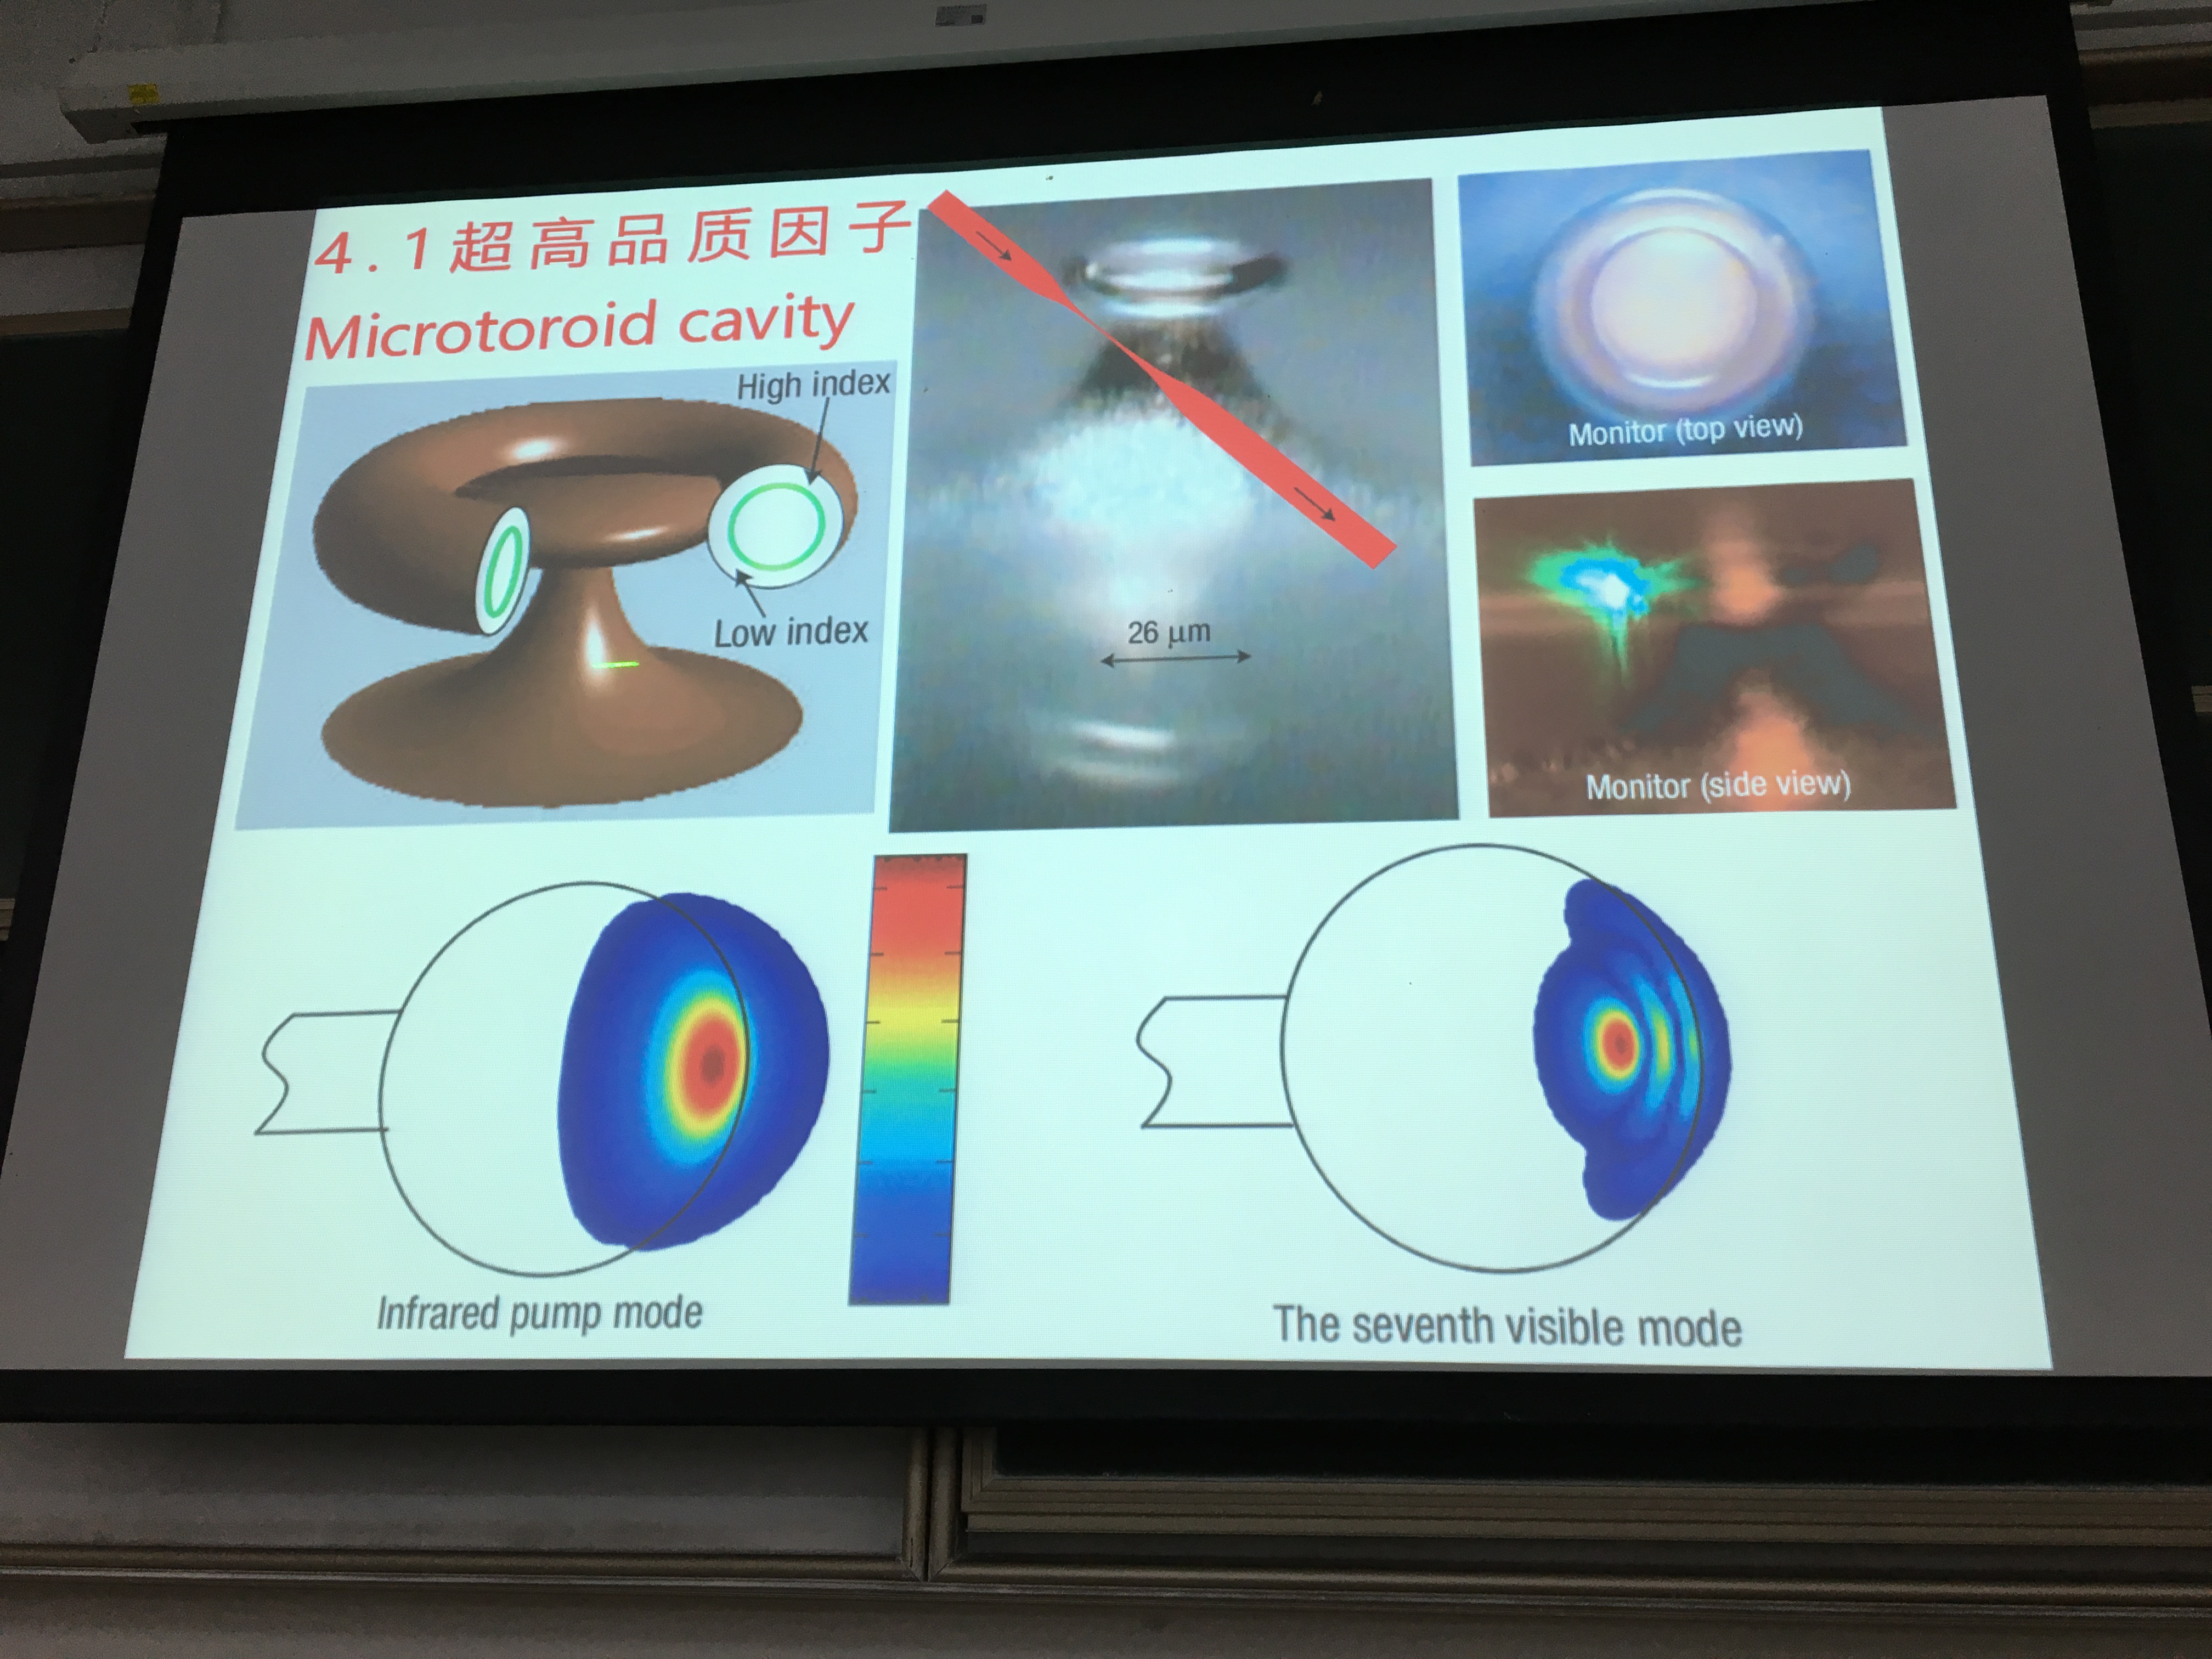 4.1超高品质因子
Microtoroid cavity
High index
Low index
26 μm
Monitor (top view)
Monitor (side view)
Infrared pump mode
The seventh visible mode